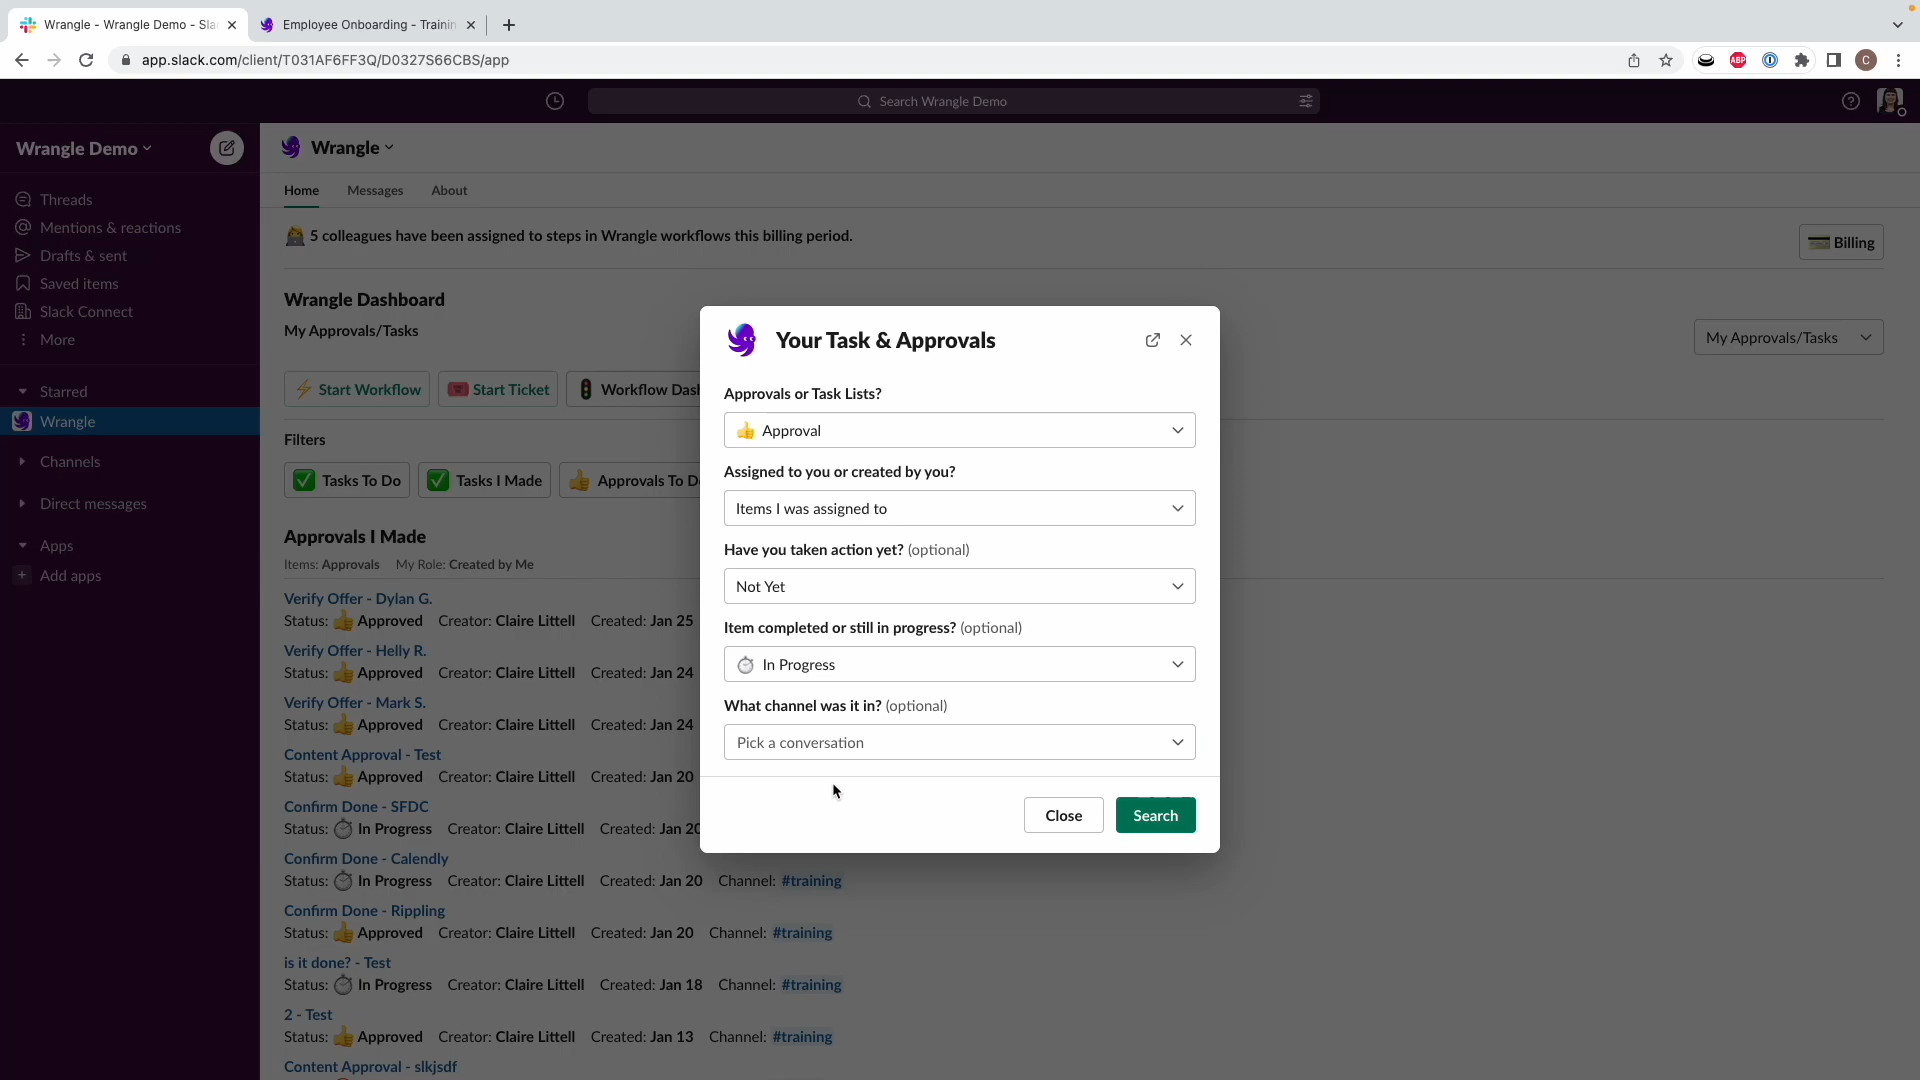 Wrangle - Wrangle Demo - Sla
Employee Onboarding - Trainin
app.slack.com/client/T031AF6FF3Q/D0327S66CBS/app
ABP
C
Search Wrangle Demo
Wrangle Demo
Threads
Mentions & reactions
Drafts & sent
Saved items
Slack Connect
More
Starred
Wrangle
Channels
Direct messages
Apps
Add apps
Wrangle
Home Messages About
5 colleagues have been assigned to steps in Wrangle workflows this billing period.
Billing
Wrangle Dashboard
My Approvals/Tasks
My Approvals/Tasks
Start Workflow Start Ticket Workflow Dash
Filters
Tasks To Do Tasks I Made Approvals To D
Approvals I Made
Items: Approvals My Role: Created by Me
Verify Offer - Dylan G.
Status: Approved Creator: Claire Littell Created: Jan 25
Verify Offer - Helly R.
Status: Approved Creator: Claire Littell Created: Jan 24
Verify Offer - Mark S.
Status: Approved Creator: Claire Littell Created: Jan 24
Content Approval - Test
Status: Approved Creator: Claire Littell Created: Jan 20
Confirm Done - SFDC
Status: In Progress Creator: Claire Littell Created: Jan 20
Confirm Done - Calendly
Status: In Progress Creator: Claire Littell Created: Jan 20 Channel: #training
Confirm Done - Rippling
Status: Approved Creator: Claire Littell Created: Jan 20 Channel: #training
is it done? - Test
Status: In Progress Creator: Claire Littell Created: Jan 18 Channel: #training
2 - Test
Status: Approved Creator: Claire Littell Created: Jan 13 Channel: #training
Content Approval - slkjsdf
Your Task & Approvals
Approvals or Task Lists?
Approval
Assigned to you or created by you?
Items I was assigned to
Have you taken action yet? (optional)
Not Yet
Item completed or still in progress? (optional)
In Progress
What channel was it in? (optional)
Pick a conversation
Close Search